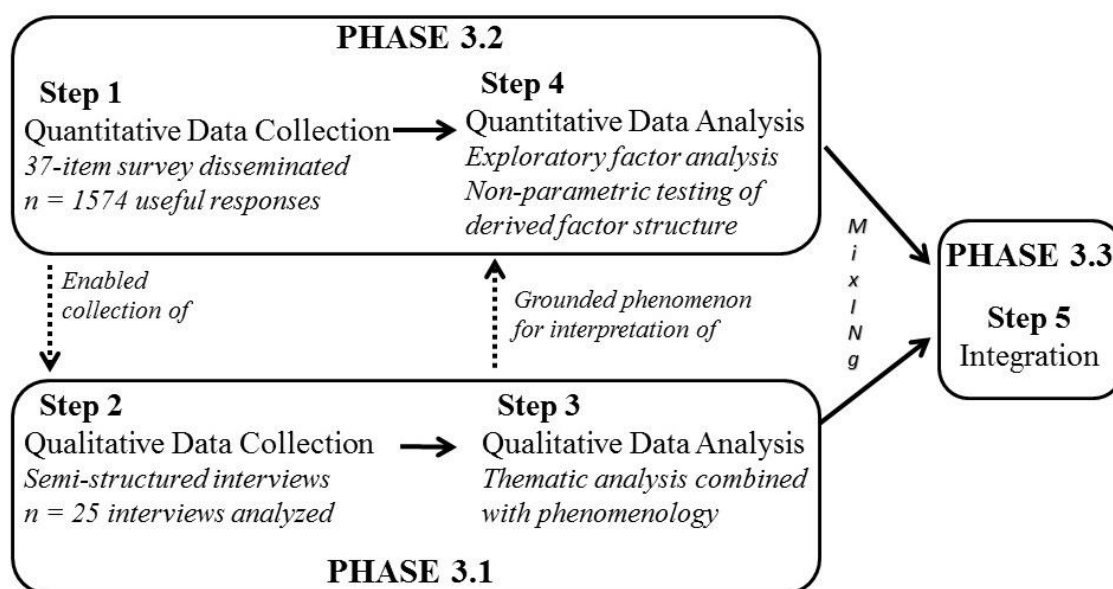 PHASE 3.2
Step 1
Quantitative Data Collection
37-item survey disseminated
n = 1574 useful responses
Step 4
Quantitative Data Analysis
Exploratory factor analysis
Non-parametric testing of
derived factor structure
Enabled
collection of
Grounded phenomenon
for interpretation of
Step 2
Qualitative Data Collection
Semi-structured interviews
n = 25 interviews analyzed
Step 3
Qualitative Data Analysis
Thematic analysis combined
with phenomenology
PHASE 3.1
M
i
x
I
N
g
PHASE 3.3
Step 5
Integration